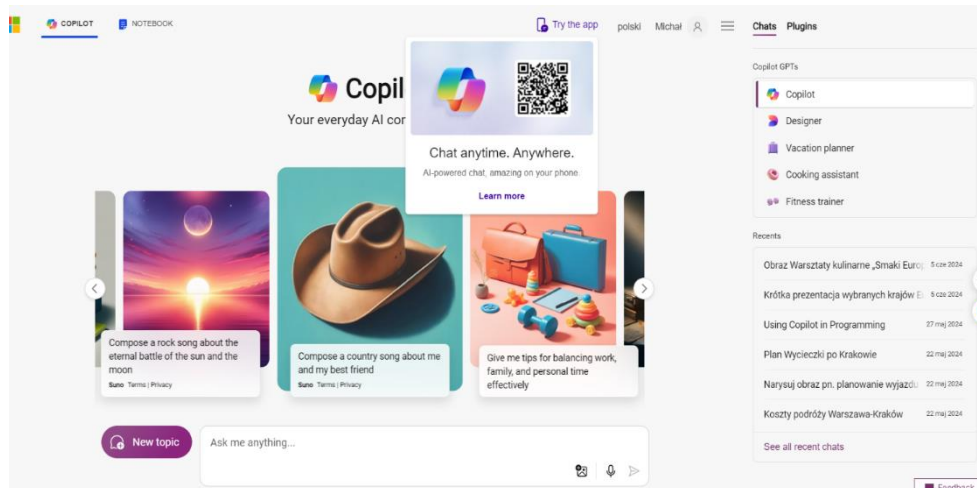 COPILOT
NOTEBOOK
Try the app
polski
Michał
Chats Plugins
Copil
Your everyday AI cor
Chat anytime. Anywhere.
AI-powered chat, amazing on your phone
Learn more
Compose a rock song about the
eternal battle of the sun and the
moon
Suno Terms | Privacy
Compose a country song about me
and my best friend
Suno Terms | Privacy
Give me tips for balancing work,
family, and personal time
effectively
New topic
Ask me anything...
Copilot GPTs
Copilot
Designer
Vacation planner
Cooking assistant
Fitness trainer
Recents
Obraz Warsztaty kulinarne „Smaki Euro 5 cze 2024
Krótka prezentacja wybranych krajów 5 cze 2024
Using Copilot in Programming 27 maj 2024
Plan Wycieczki po Krakowie 22 maj 2024
Narysuj obraz pn. planowanie wyjazdu 22 maj 2024
Koszty podróży Warszawa-Kraków 22 maj 2024
See all recent chats
Feedback